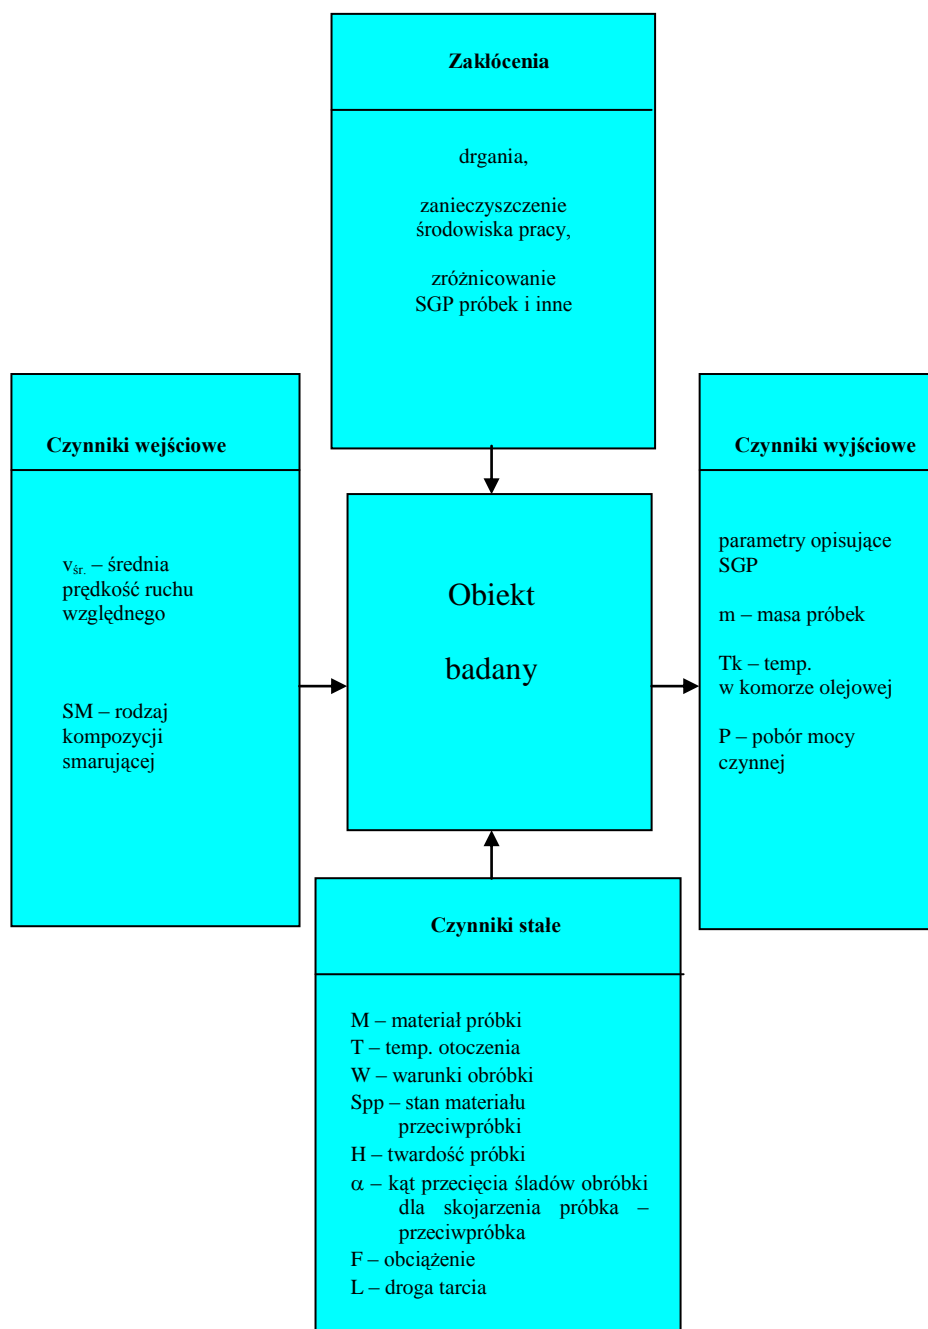 Zakłócenia
drgania,
zanieczyszczenie
środowiska pracy,
zróżnicowanie
SGP próbek i inne
Czynniki wejściowe
v śr. – średnia
prędkość ruchu
względnego
SM – rodzaj
kompozycji
smarującej
Obiekt
badany
Czynniki wyjściowe
parametry opisujące
SGP
m – masa próbek
Tk – temp.
w komorze olejowej
P – pobór mocy
czynnej
Czynniki stałe
M – materiał próbki
T – temp. otoczenia
W – warunki obróbki
Spp – stan materiału
przeciwpróbki
H – twardość próbki
α – kąt przecięcia śladów obróbki
dla skojarzenia próbka –
przeciwpróbka
F – obciążenie
L – droga tarcia